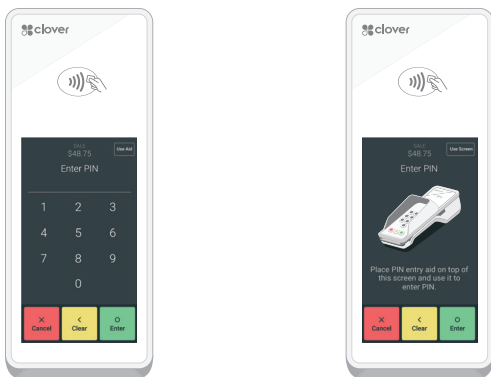 clover
SALE
$48.75
Use Aid
Enter PIN
1 2 3
4 5 6
7 8 9
0
Cancel
Clear
Enter
clover
SALE
$48.75
Use Screen
Enter PIN
Place PIN entry aid on top of
this screen and use it to
enter PIN.
Cancel
Clear
Enter